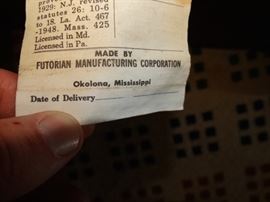 1929: N.J. revised
statutes 26: 10-6
to 18. La. Act. 467
-1948. Mass. 425
Licensed in Md.
Licensed in Pa.
MADE BY
FUTORIAN MANUFACTURING CORPORATION
Okolona, Mississippi
Date of Delivery